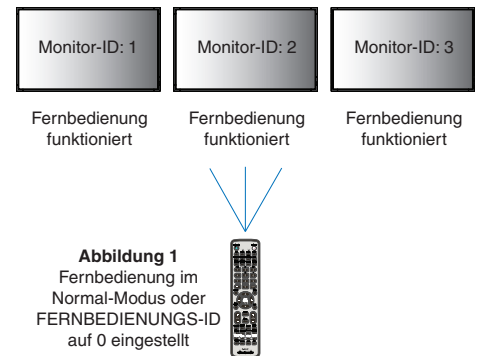 Monitor-ID: 1
Monitor-ID: 2
Monitor-ID: 3
Fernbedienung
funktioniert
Fernbedienung
funktioniert
Fernbedienung
funktioniert
Abbildung 1
Fernbedienung im
Normal-Modus oder
FERNBEDIENUNGS-ID
auf 0 eingestellt